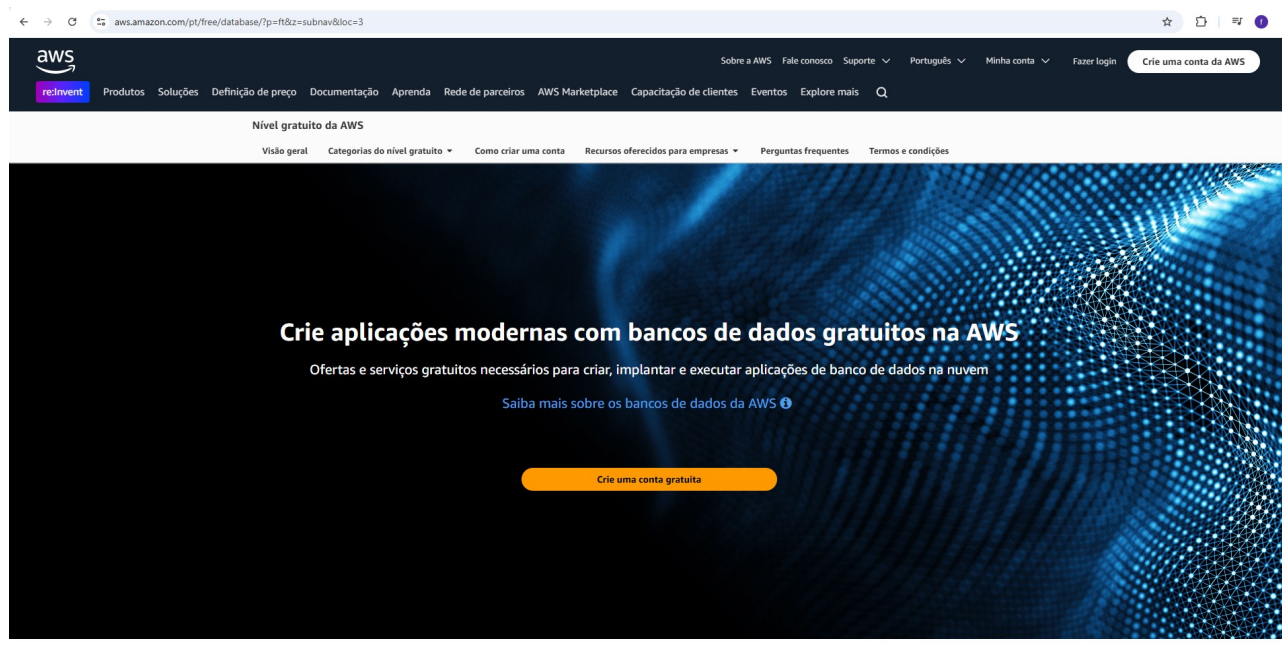 aws.amazon.com/pt/free/database/?p=ft&z=subnav&loc=3
aws
Sobre a AWS Fale conosco Suporte Português Minha conta Fazer login Crie uma conta da AWS
re:Invent Produtos Soluções Definição de preço Documentação Aprenda Rede de parceiros AWS Marketplace Capacitação de clientes Eventos Explore mais
Nível gratuito da AWS
Visão geral Categorias do nível gratuito Como criar uma conta Recursos oferecidos para empresas Perguntas frequentes Termos e condições
Crie aplicações modernas com bancos de dados gratuitos na AWS
Ofertas e serviços gratuitos necessários para criar, implantar e executar aplicações de banco de dados na nuvem
Saiba mais sobre os bancos de dados da AWS
Crie uma conta gratuita